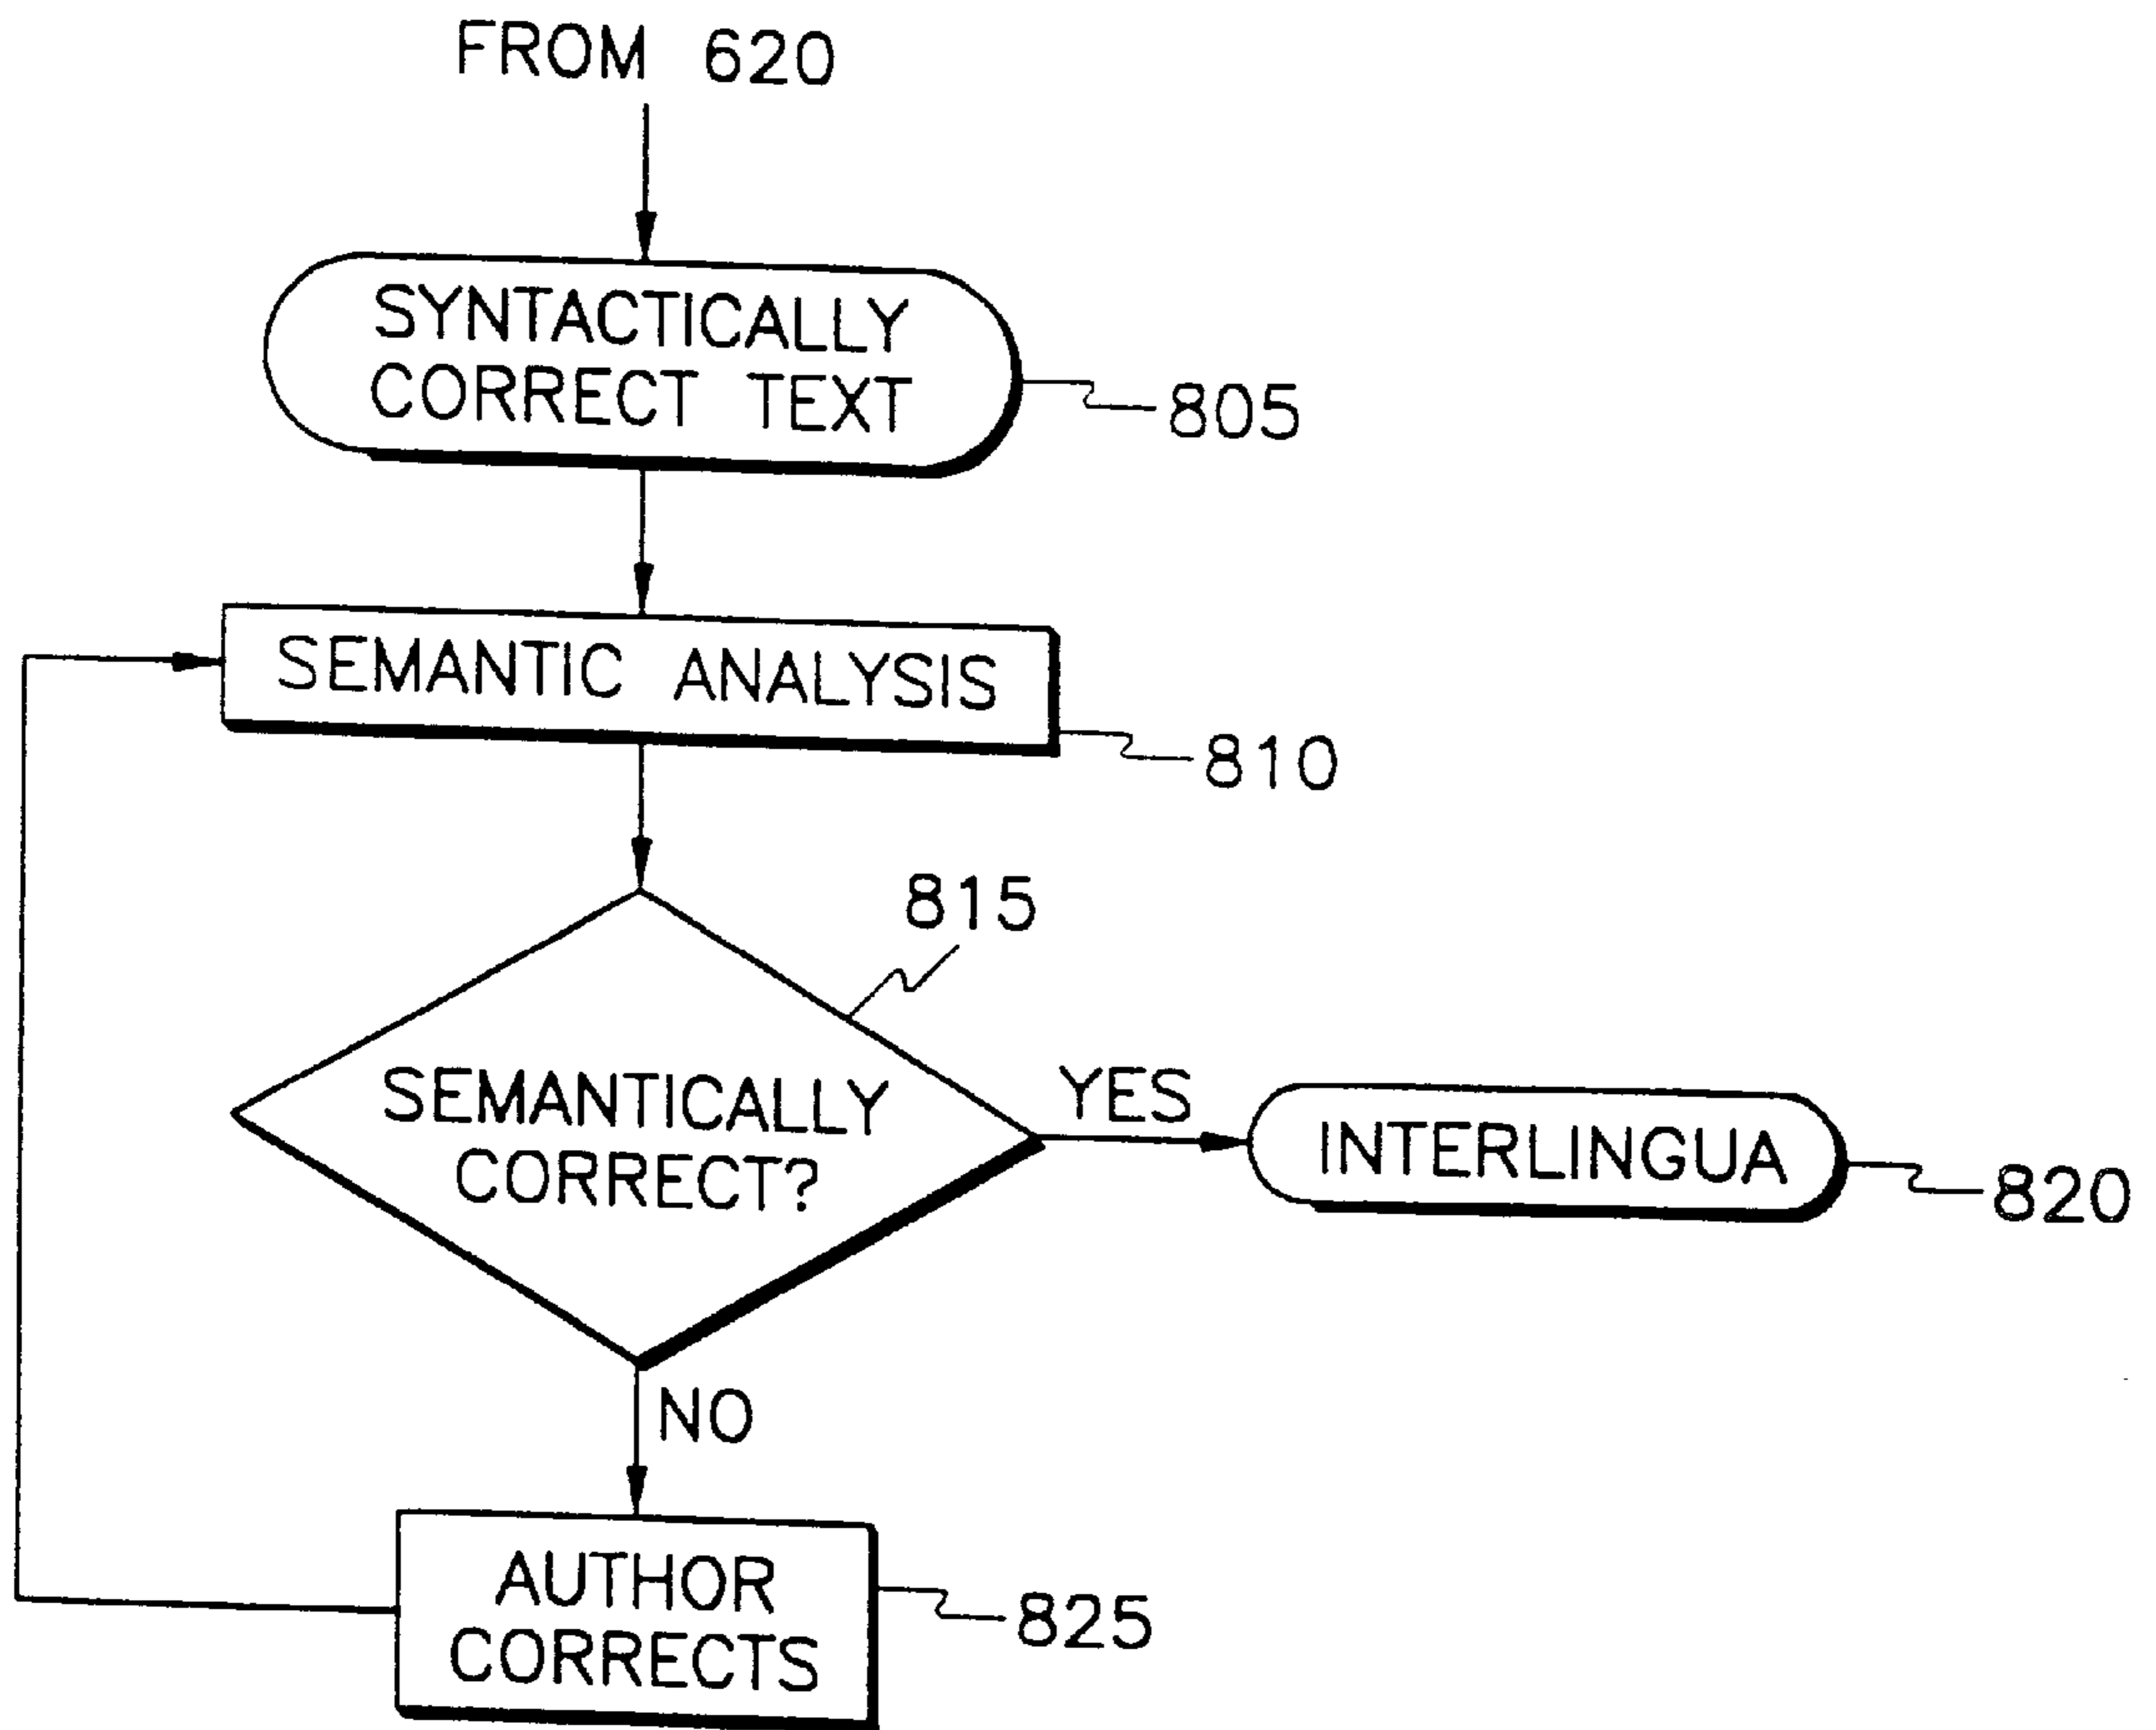 FROM 620
SYNTACTICALLY
CORRECT TEXT
805
SEMANTIC ANALYSIS
810
815
SEMANTICALLY
CORRECT?
YES
INTERLINGUA
820
NO
AUTHOR
CORRECTS
825